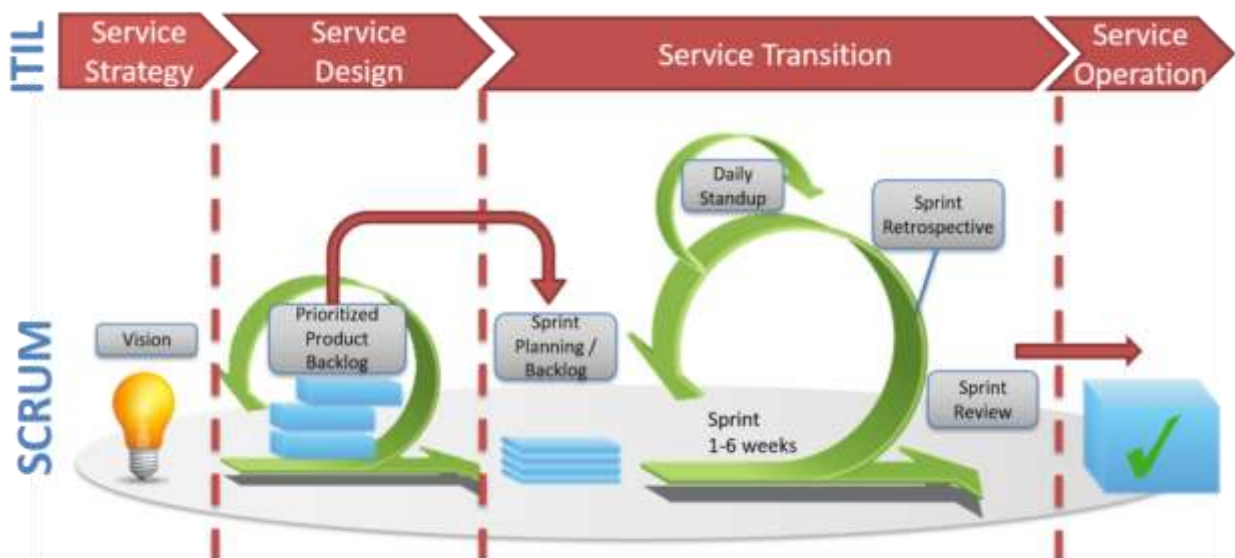 ITIL
Service
Strategy
Service
Design
Service Transition
Service
Operation
SCRUM
Vision
Prioritized
Product
Backlog
Sprint
Planning /
Backlog
Daily
Standup
Sprint
Retrospective
Sprint
1-6 weeks
Sprint
Review